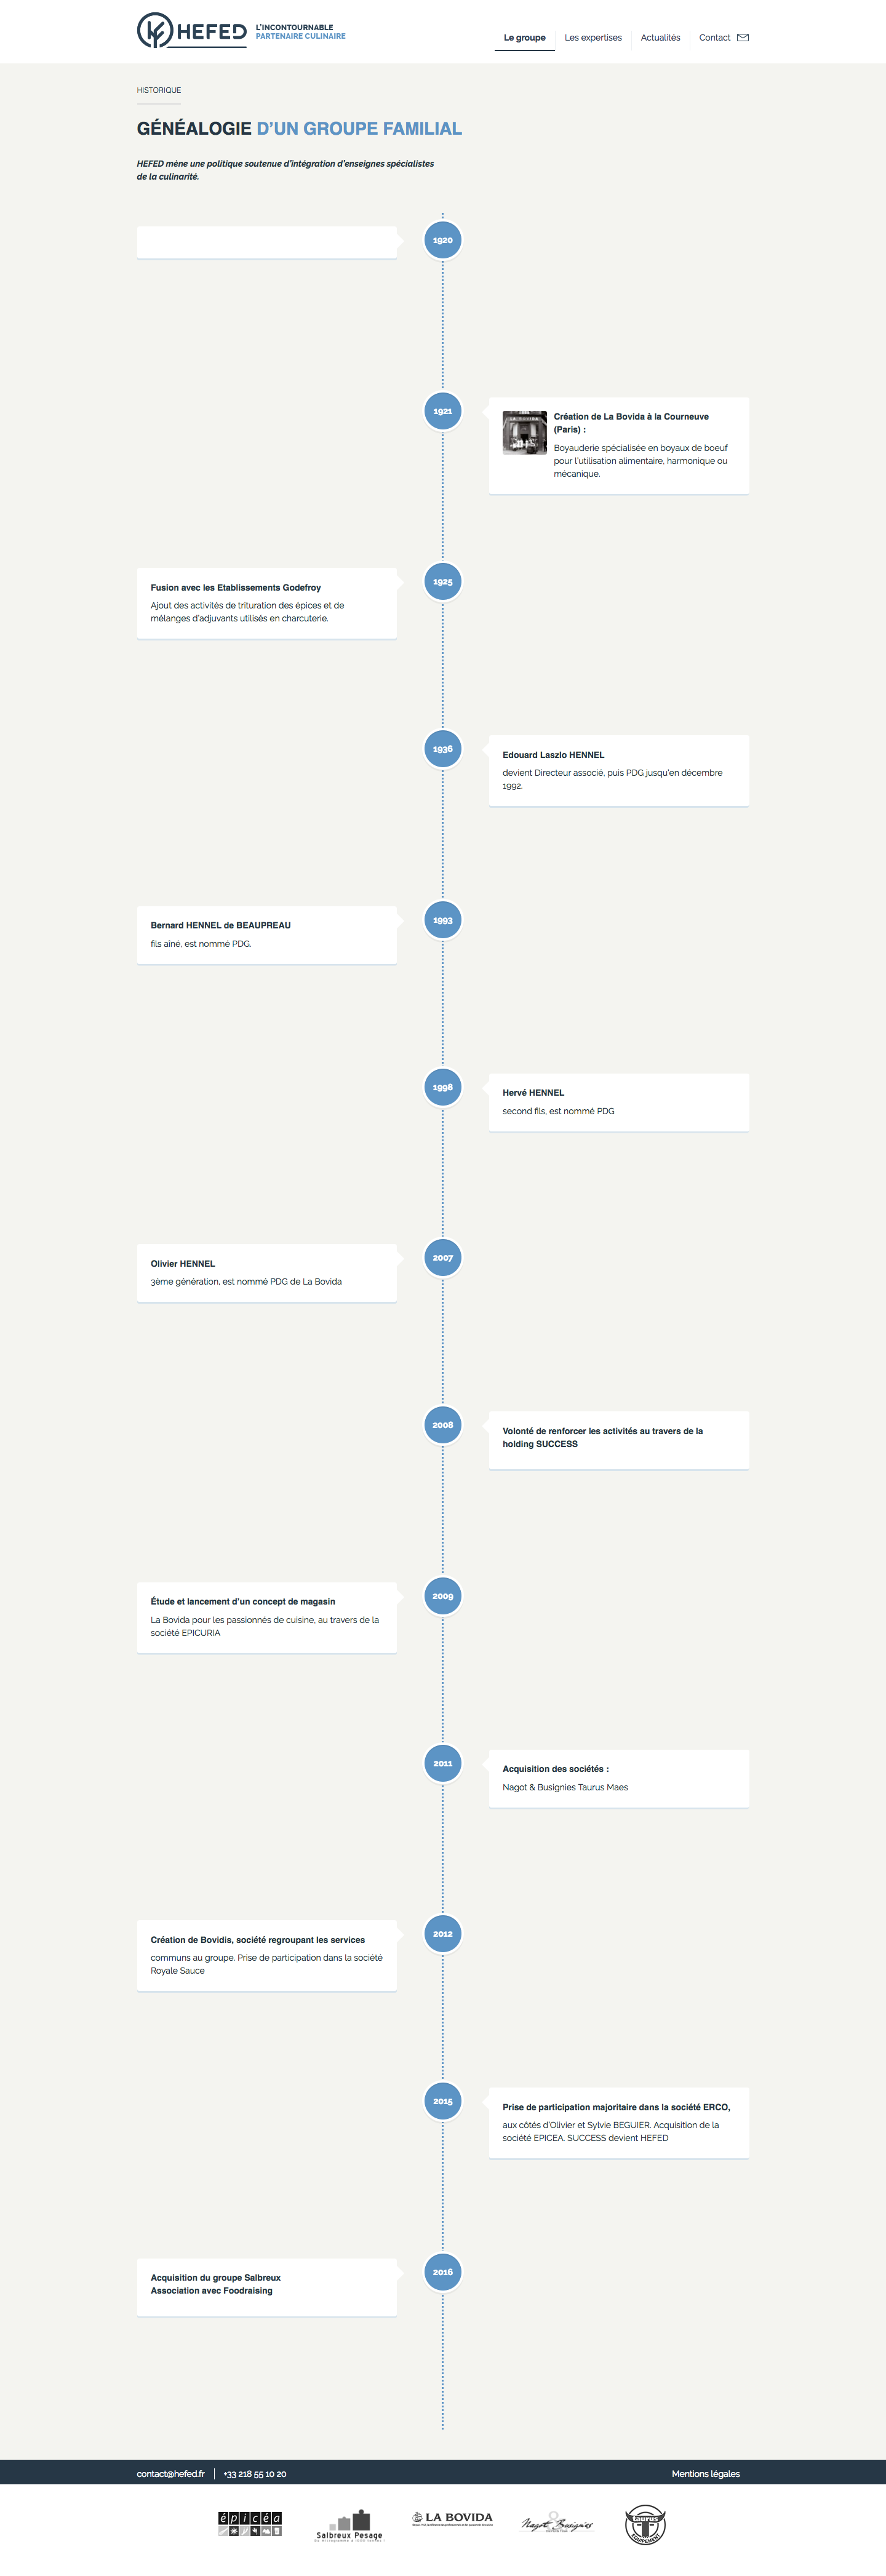 HEFED
L'INCONTOURNABLE
PARTENAIRE CULINAIRE
Le groupe
Les expertises
Actualités
Contact
HISTORIQUE
GÉNÉALOGIE D'UN GROUPE FAMILIAL
HEFED mène une politique soutenue d'intégration d'enseignes spécialistes
de la culinarité.
1920
1921
Création de La Bovida à la Courneuve
(Paris) :
Boyauderie spécialisée en boyaux de boeuf
pour l'utilisation alimentaire, harmonique ou
mécanique.
1925
Fusion avec les Etablissements Godefroy
Ajout des activités de trituration des épices et de
mélanges d'adjuvants utilisés en charcuterie.
1936
Edouard Laszlo HENNEL
devient Directeur associé, puis PDG jusqu'en décembre
1992.
1993
Bernard HENNEL de BEAUPREAU
fils aîné, est nommé PDG.
1998
Hervé HENNEL
second fils, est nommé PDG
2007
Olivier HENNEL
3ème génération, est nommé PDG de La Bovida
2008
Volonté de renforcer les activités au travers de la
holding SUCCESS
2009
Étude et lancement d'un concept de magasin
La Bovida pour les passionnés de cuisine, au travers de la
société EPICURIA
2011
Acquisition des sociétés :
Nagot & Busignies Taurus Maes
2012
Création de Bovidis, société regroupant les services
communs au groupe. Prise de participation dans la société
Royale Sauce
2015
Prise de participation majoritaire dans la société ERCO,
aux côtés d'Olivier et Sylvie BEGUIER. Acquisition de la
société EPICEA. SUCCESS devient HEFED
2016
Acquisition du groupe Salbreux
Association avec Foodraising
contact@hefed.fr
+33 218 55 10 20
Mentions légales
épicéa
Salbreux Pesage
LA BOVIDA
Nagot & Busignies
taurus
EQUIPEMENT